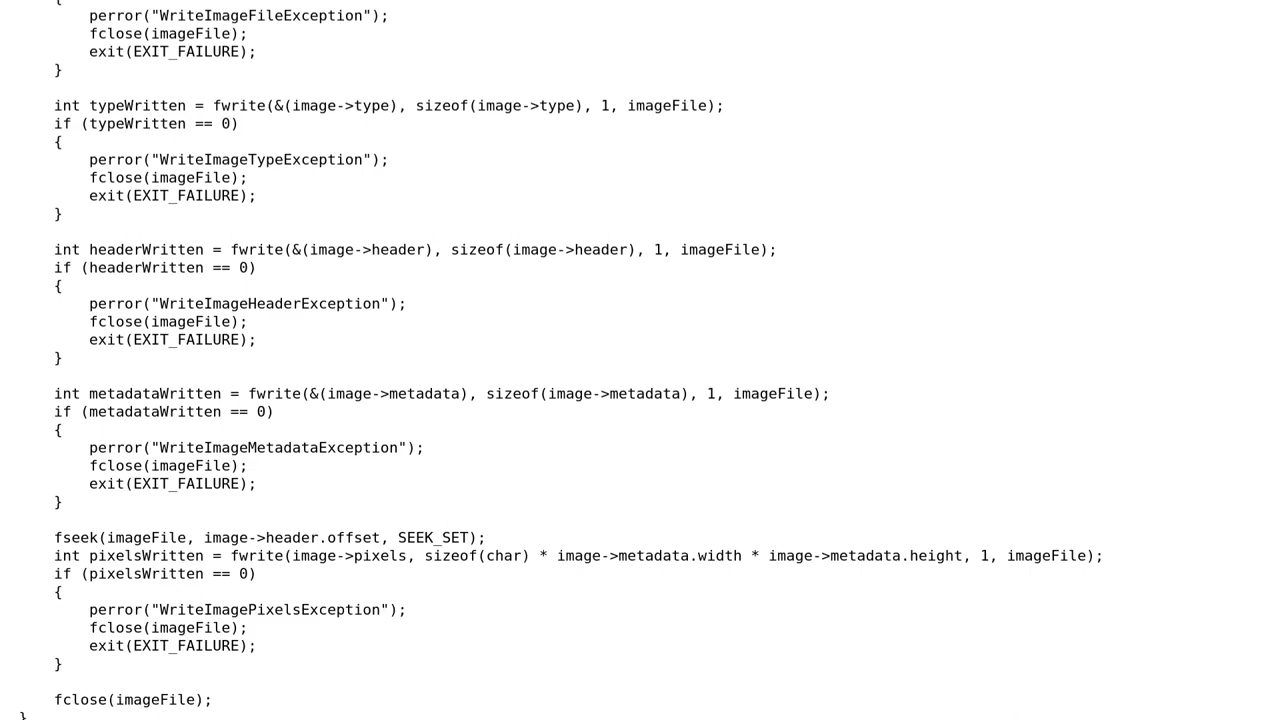 {
        perror("WriteImageFileException");
        fclose(imageFile);
        exit(EXIT_FAILURE);
    }

    int typeWritten = fwrite(&(image->type), sizeof(image->type), 1, imageFile);
    if (typeWritten == 0)
    {
        perror("WriteImageTypeException");
        fclose(imageFile);
        exit(EXIT_FAILURE);
    }

    int headerWritten = fwrite(&(image->header), sizeof(image->header), 1, imageFile);
    if (headerWritten == 0)
    {
        perror("WriteImageHeaderException");
        fclose(imageFile);
        exit(EXIT_FAILURE);
    }

    int metadataWritten = fwrite(&(image->metadata), sizeof(image->metadata), 1, imageFile);
    if (metadataWritten == 0)
    {
        perror("WriteImageMetadataException");
        fclose(imageFile);
        exit(EXIT_FAILURE);
    }

    fseek(imageFile, image->header.offset, SEEK_SET);
    int pixelsWritten = fwrite(image->pixels, sizeof(char) * image->metadata.width * image->metadata.height, 1, imageFile);
    if (pixelsWritten == 0)
    {
        perror("WriteImagePixelsException");
        fclose(imageFile);
        exit(EXIT_FAILURE);
    }

    fclose(imageFile);
}